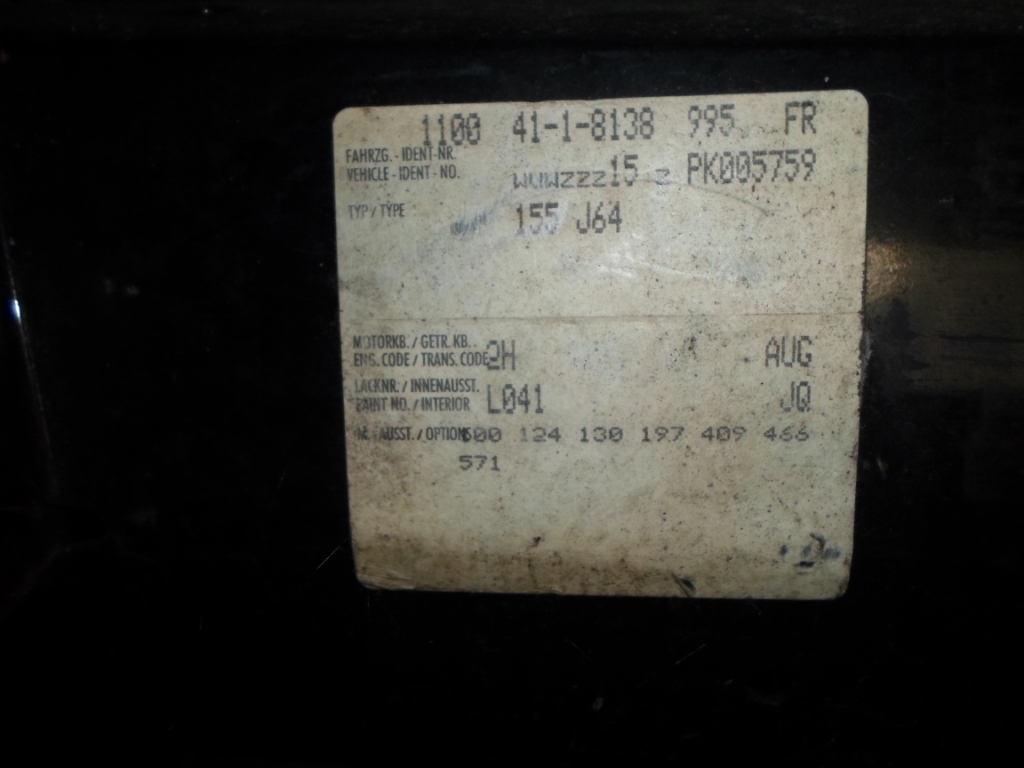 1100 41-1-8138 995 FR
FAHRZG. - IDENT-NR.
VEHICLE - IDENT - NO. WVWZZZ15 Z PK005759
TYP / TYPE 155 J64
MOTORKB. / GETR. KB.
ENG. CODE / TRANS. CODE 2H AUG
LACKNR. / INNENAUSST.
PAINT NO. / INTERIOR L041 JQ
M. AUSST. / OPTIONS 124 130 197 409 466
571